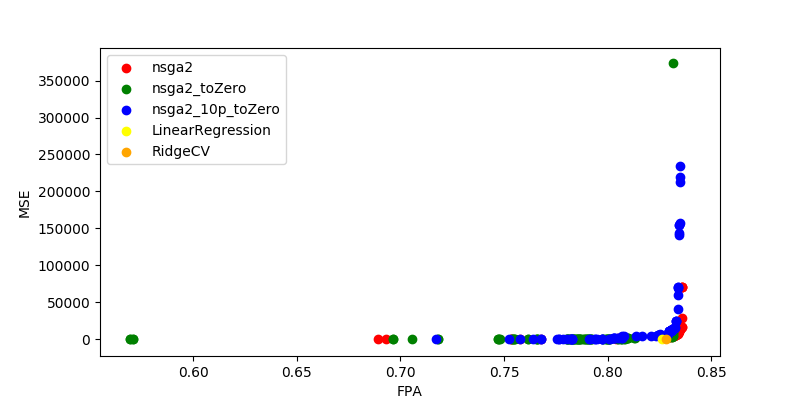 nsga2
nsga2_toZero
nsga2_10p_toZero
LinearRegression
RidgeCV
350000
300000
250000
200000
150000
100000
50000
0
MSE
0.60
0.65
0.70
0.75
0.80
0.85
FPA